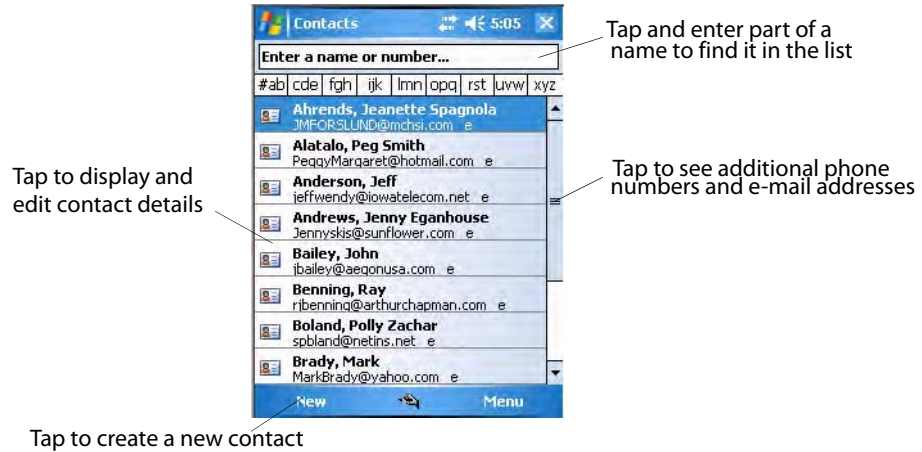 Contacts 5:05
Tap and enter part of a
name to find it in the list
Enter a name or number...
#ab cde fgh ijk lmn opq rst uvw xyz
Ahrends, Jeanette Spagnola
JMFORSLUND@mchsi.com e
Alatalo, Peg Smith
PeggyMargaret@hotmail.com e
Tap to see additional phone
numbers and e-mail addresses
Tap to display and
edit contact details
Anderson, Jeff
jeffwendy@iowatelecom.net e
Andrews, Jenny Eganhouse
Jennyskis@sunflower.com e
Bailey, John
jbailey@aegonusa.com e
Benning, Ray
rjbenning@arthurchapman.com e
Boland, Polly Zachar
spbland@netins.net e
Brady, Mark
MarkBrady@yahoo.com e
New Menu
Tap to create a new contact